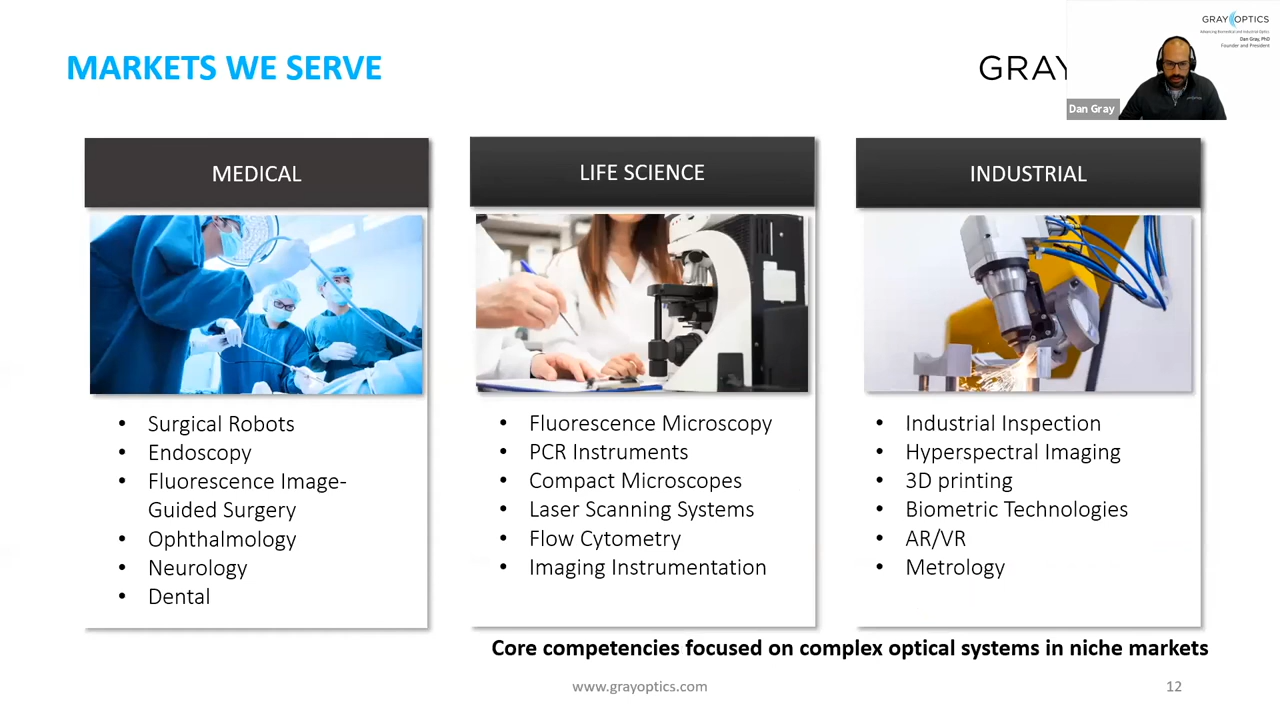 MARKETS WE SERVE
GRAY
GRAY OPTICS
Advancing Biomedical and Industrial Optics
Dan Gray, PhD
Founder and President
Dan Gray
MEDICAL
• Surgical Robots
• Endoscopy
• Fluorescence Image-
Guided Surgery
• Ophthalmology
• Neurology
• Dental
LIFE SCIENCE
• Fluorescence Microscopy
• PCR Instruments
• Compact Microscopes
• Laser Scanning Systems
• Flow Cytometry
• Imaging Instrumentation
INDUSTRIAL
• Industrial Inspection
• Hyperspectral Imaging
• 3D printing
• Biometric Technologies
• AR/VR
• Metrology
Core competencies focused on complex optical systems in niche markets
www.grayoptics.com
12